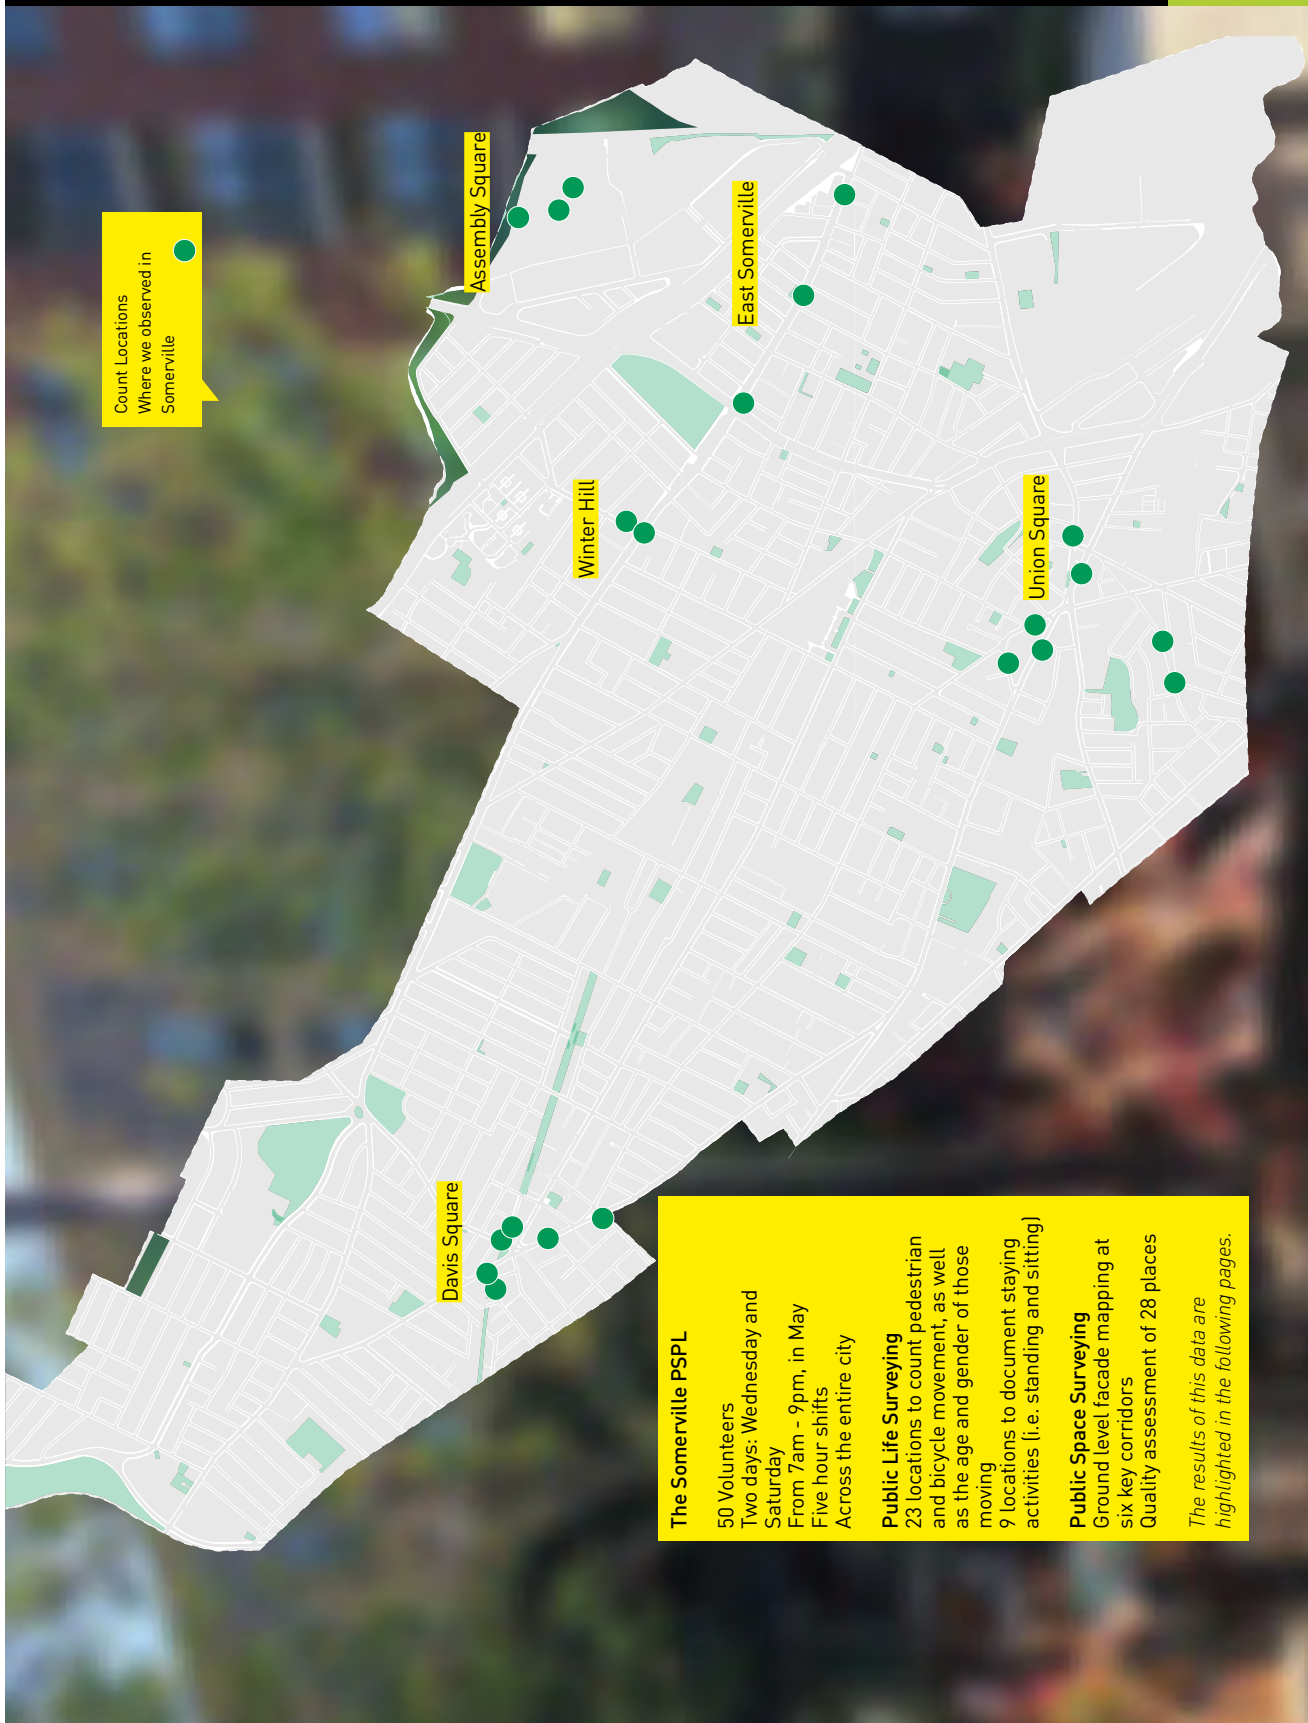 Count Locations
Where we observed in
Somerville
Assembly Square
East Somerville
Winter Hill
Union Square
Davis Square
The Somerville PSPL
50 Volunteers
Two days: Wednesday and
Saturday
From 7am - 9pm, in May
Five hour shifts
Across the entire city
Public Life Surveying
23 locations to count pedestrian
and bicycle movement, as well
as the age and gender of those
moving
9 locations to document staying
activities (i.e. standing and sitting)
Public Space Surveying
Ground level facade mapping at
six key corridors
Quality assessment of 28 places
The results of this data are
highlighted in the following pages.